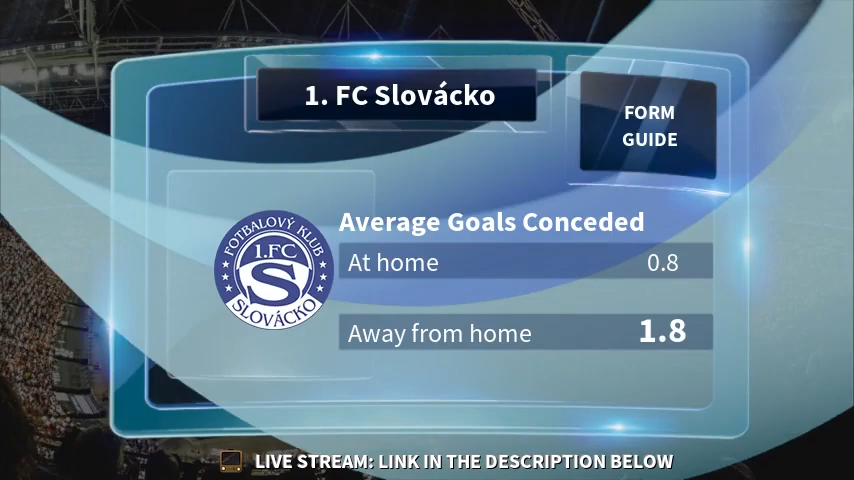 1. FC Slovácko
FORM
GUIDE
Average Goals Conceded
FOTBALOVÝ KLUB
1.FC
S
SLOVÁCKO
At home 0.8
Away from home 1.8
LIVE STREAM: LINK IN THE DESCRIPTION BELOW